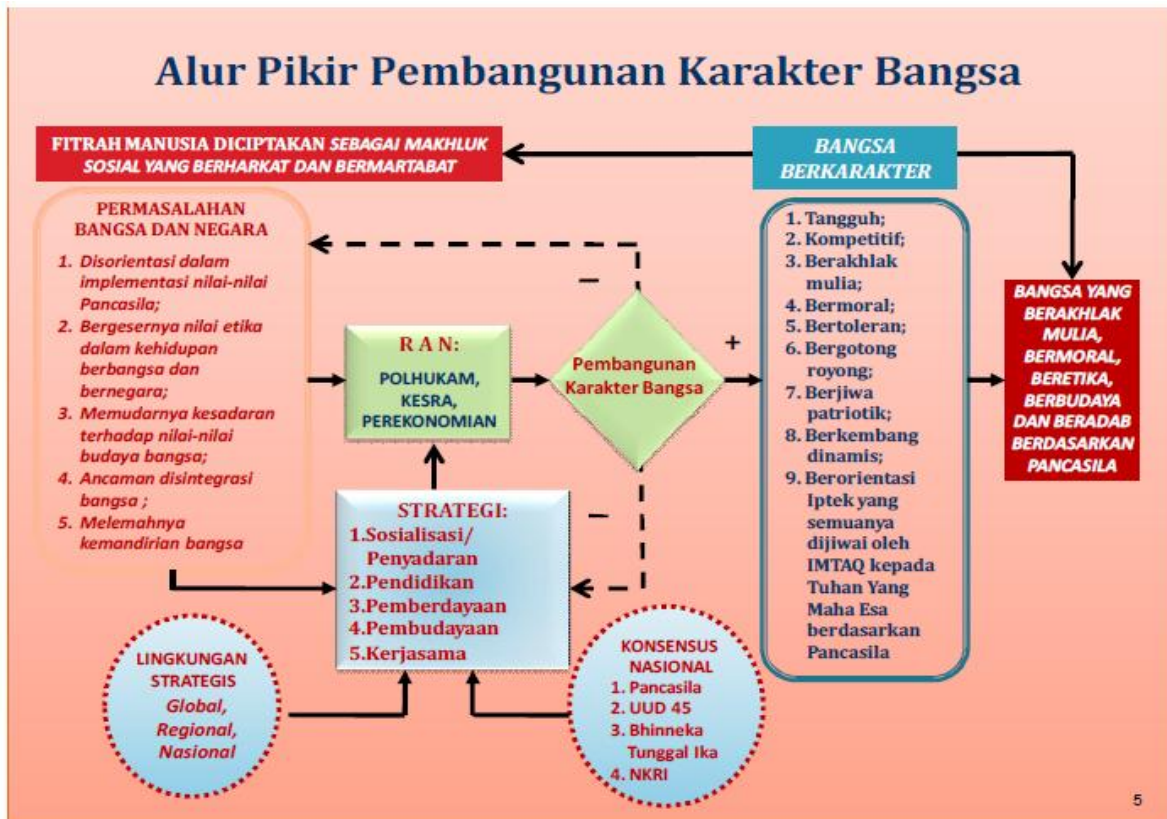 Alur Pikir Pembangunan Karakter Bangsa
FITRAH MANUSIA DICIPTAKAN SEBAGAI MAKHLUK
SOSIAL YANG BERHARKAT DAN BERMARTABAT
BANGSA
BERKARAKTER
PERMASALAHAN
BANGSA DAN NEGARA
1. Disorientasi dalam
implementasi nilai-nilai
Pancasila;
2. Bergesernya nilai etika
dalam kehidupan
berbangsa dan
bernegara;
3. Memudarnya kesadaran
terhadap nilai-nilai
budaya bangsa;
4. Ancaman disintegrasi
bangsa ;
5. Melemahnya
kemandirian bangsa
R A N:
POLHUKAM,
KESRA,
PEREKONOMIAN
–
Pembangunan
Karakter Bangsa
+
–
STRATEGI:
1.Sosialisasi/
Penyadaran
2.Pendidikan
3.Pemberdayaan
4.Pembudayaan
5.Kerjasama
1. Tangguh;
2. Kompetitif;
3. Berakhlak
mulia;
4. Bermoral;
5. Bertoleran;
6. Bergotong
royong;
7. Berjiwa
patriotik;
8. Berkembang
dinamis;
9. Berorientasi
Iptek yang
semuanya
dijiwai oleh
IMTAQ kepada
Tuhan Yang
Maha Esa
berdasarkan
Pancasila
BANGSA YANG
BERAKHLAK
MULIA,
BERMORAL,
BERETIKA,
BERBUDAYA
DAN BERADAB
BERDASARKAN
PANCASILA
LINGKUNGAN
STRATEGIS
Global,
Regional,
Nasional
KONSENSUS
NASIONAL
1. Pancasila
2. UUD 45
3. Bhinneka
Tunggal Ika
4. NKRI
5